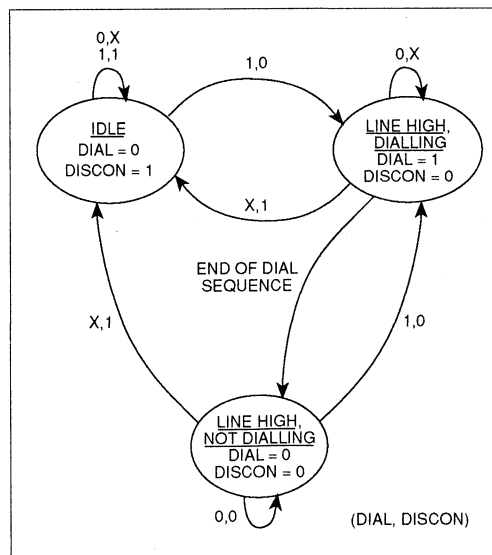 0,X
1,1
1,0
0,X
IDLE
DIAL = 0
DISCON = 1
LINE HIGH,
DIALLING
DIAL = 1
DISCON = 0
X,1
END OF DIAL
SEQUENCE
X,1
1,0
LINE HIGH,
NOT DIALLING
DIAL = 0
DISCON = 0
0,0
(DIAL, DISCON)